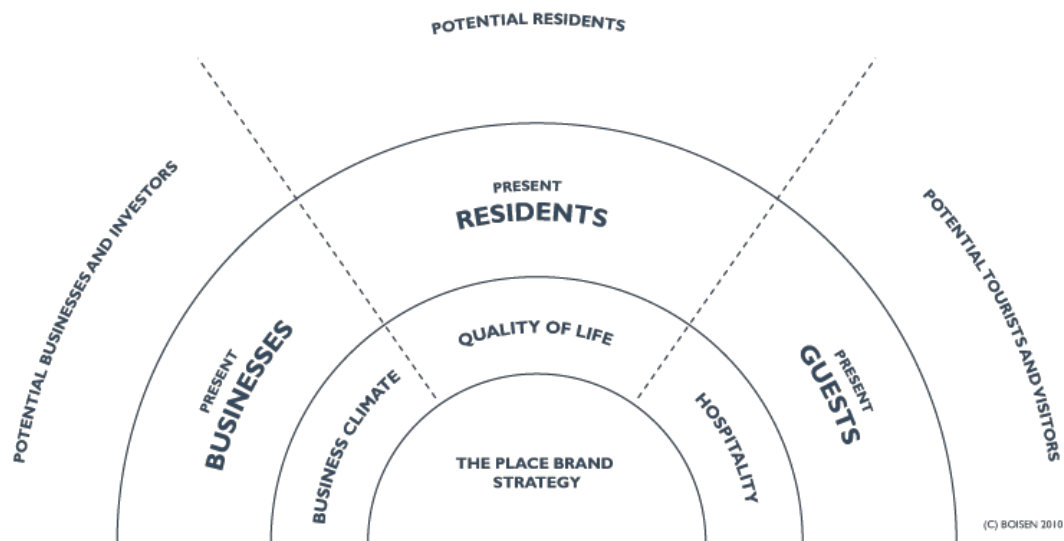 POTENTIAL RESIDENTS
POTENTIAL BUSINESSES AND INVESTORS
PRESENT
RESIDENTS
POTENTIAL TOURISTS AND VISITORS
PRESENT
BUSINESSES
QUALITY OF LIFE
PRESENT
GUESTS
BUSINESS CLIMATE
HOSPITALITY
THE PLACE BRAND
STRATEGY
(C) BOISEN 2010